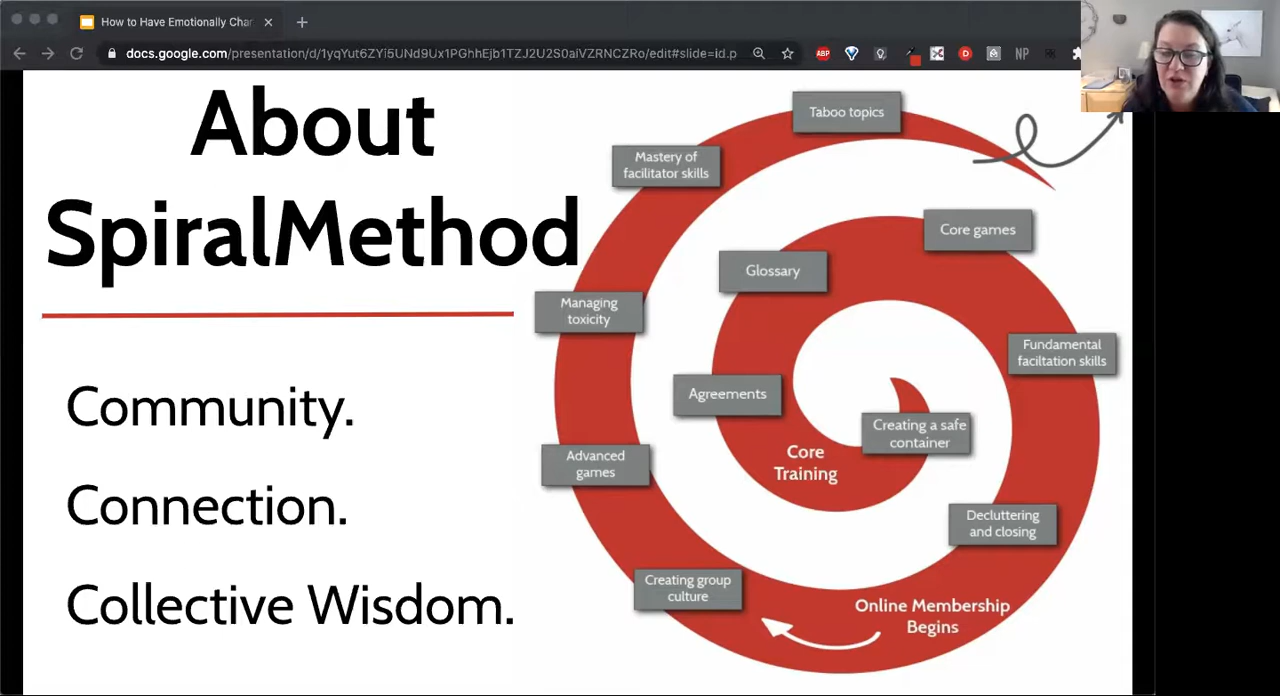 How to Have Emotionally Char
docs.google.com/presentation/d/1yqYut6ZYi5UNd9Ux1PGhhEjb1TZJ2U2S0aiVZRNCZRo/edit#slide=id.p
ABP
D
NP
About
SpiralMethod
Community.
Connection.
Collective Wisdom.
Taboo topics
Mastery of
facilitator skills
Core games
Glossary
Managing
toxicity
Fundamental
faciltation skills
Agreements
Creating a safe
container
Core
Training
Advanced
games
Decluttering
and closing
Creating group
culture
Online Membership
Begins